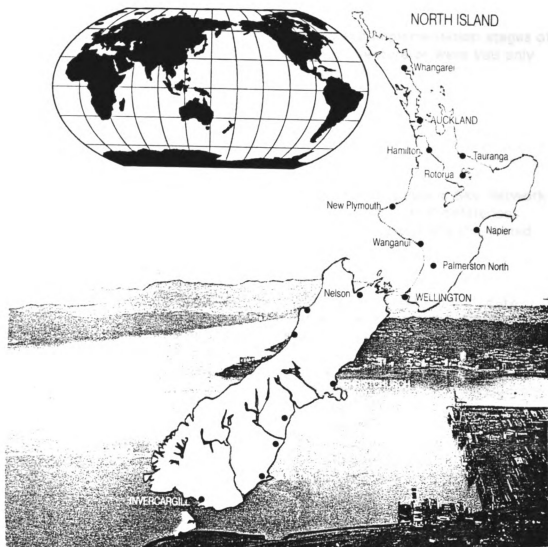 NORTH ISLAND
Whangarei
AUCKLAND
Hamilton
Tauranga
Rotorua
New Plymouth
Napier
Wanganui
Palmerston North
Nelson
WELLINGTON
INVERCARGILL